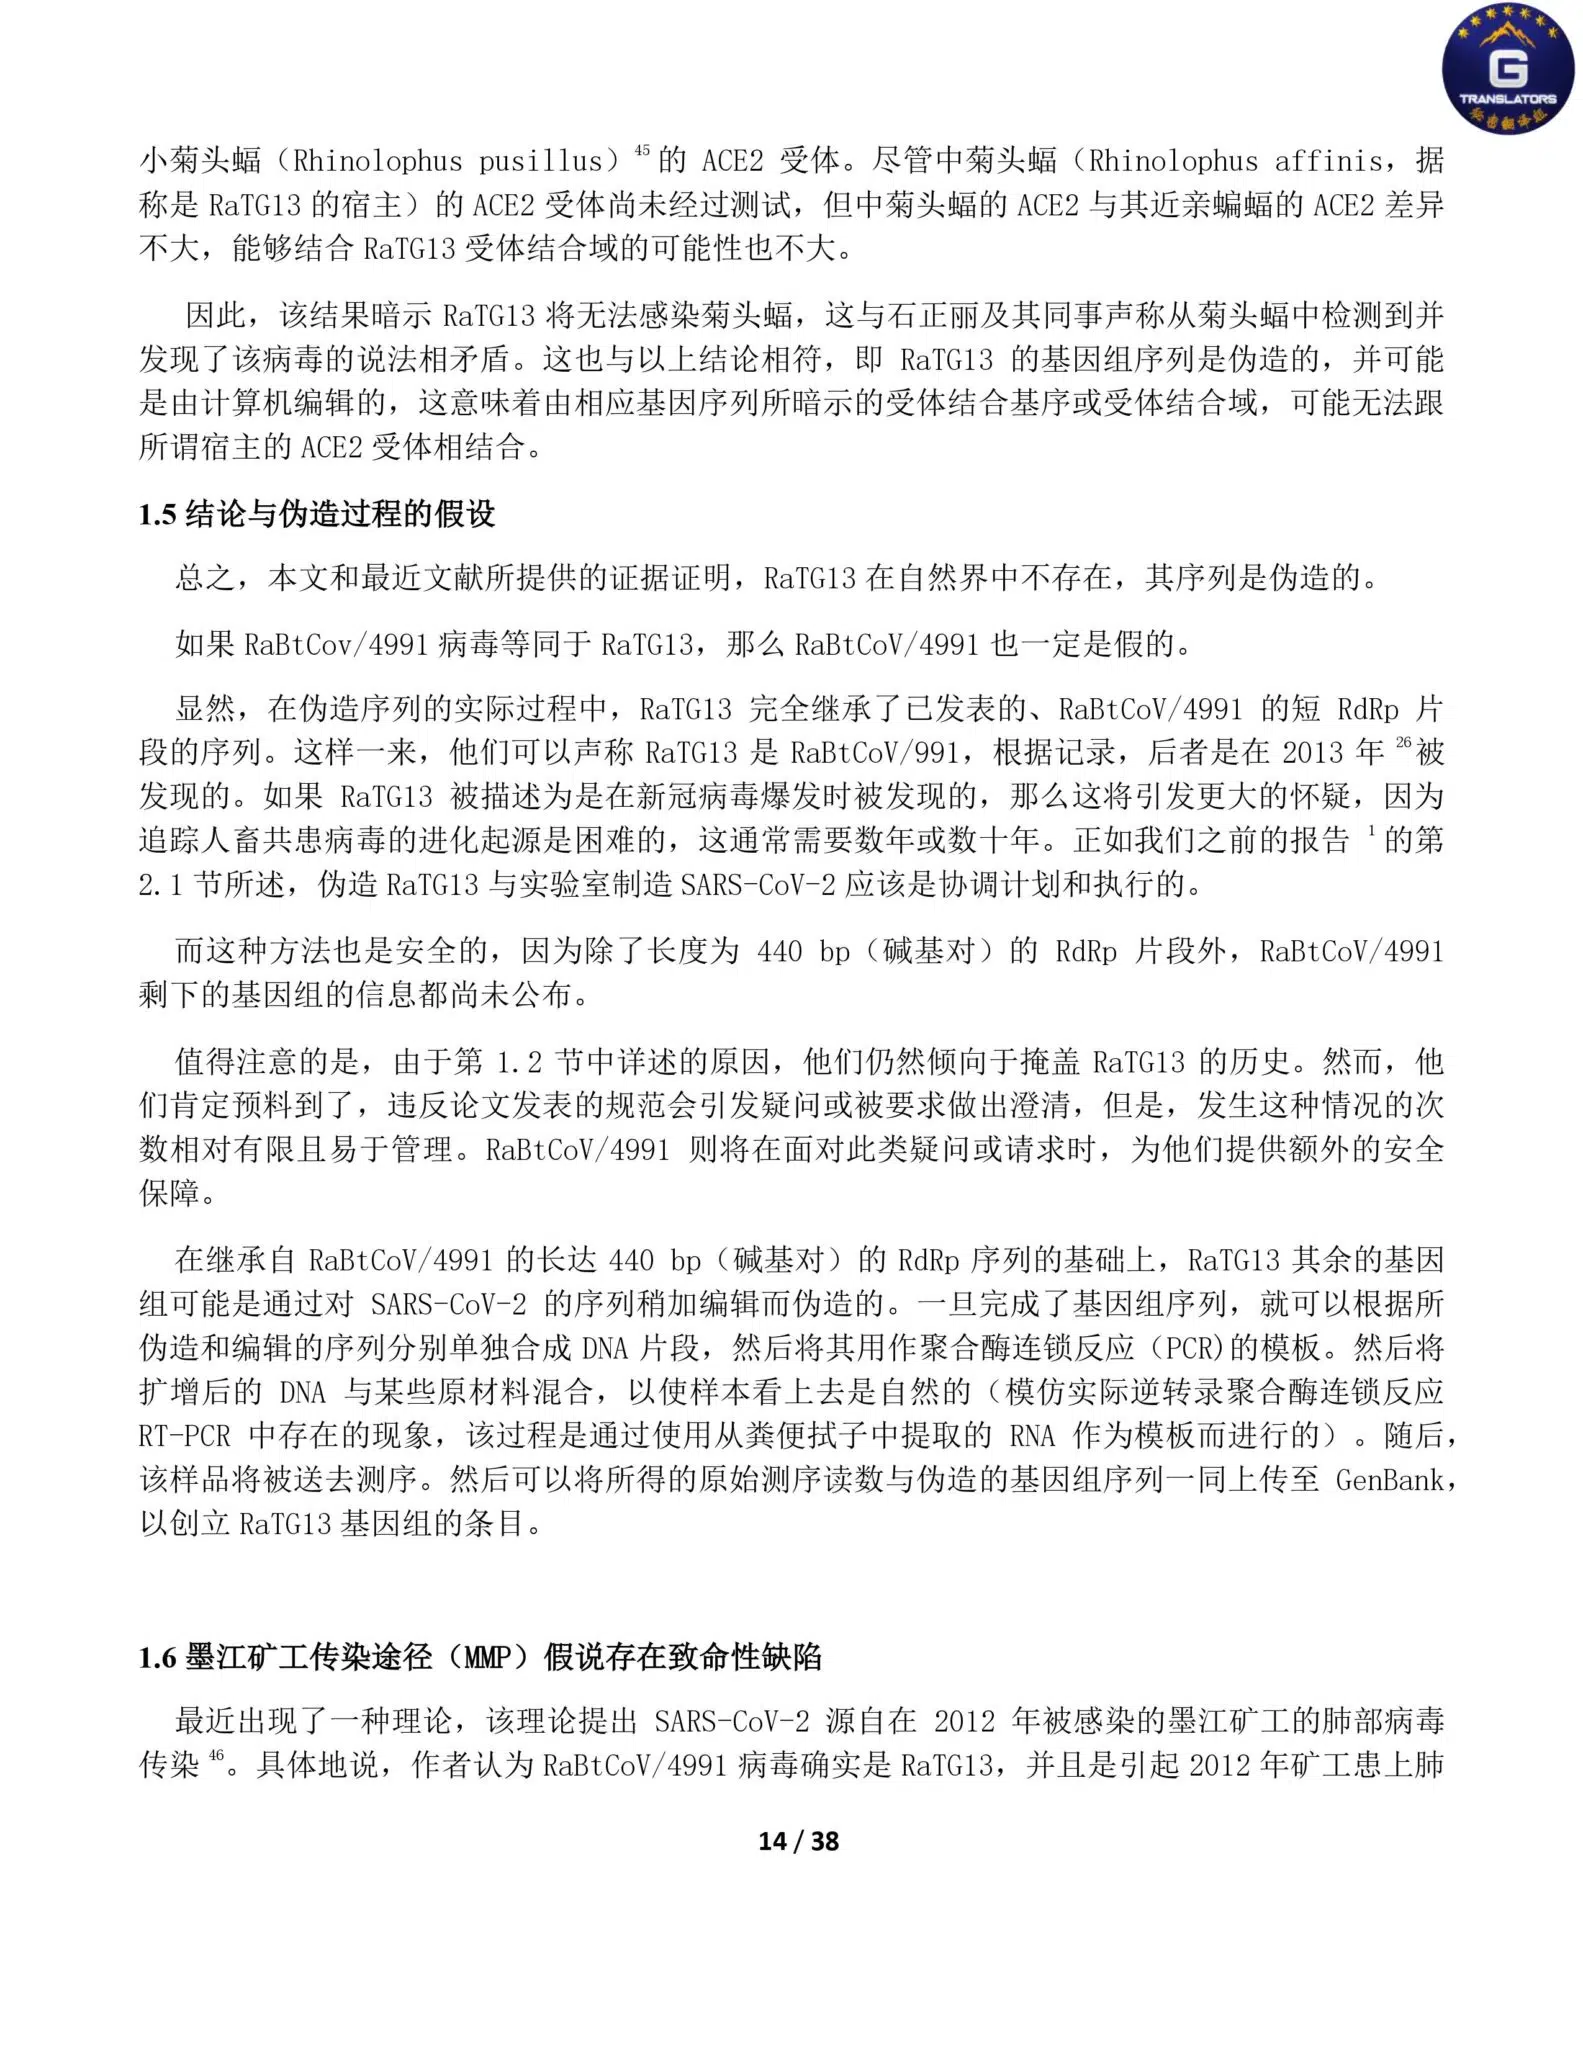 G
TRANSLATORS
秘密翻译组
小菊头蝠（Rhinolophus pusillus）45的 ACE2 受体。尽管中菊头蝠（Rhinolophus affinis，据
称是 RaTG13 的宿主）的 ACE2 受体尚未经过测试，但中菊头蝠的 ACE2 与其近亲蝙蝠的 ACE2 差异
不大，能够结合 RaTG13 受体结合域的可能性也不大。
因此，该结果暗示 RaTG13 将无法感染菊头蝠，这与石正丽及其同事声称从菊头蝠中检测到并
发现了该病毒的说法相矛盾。这也与以上结论相符，即 RaTG13 的基因组序列是伪造的，并可能
是由计算机编辑的，这意味着由相应基因序列所暗示的受体结合基序或受体结合域，可能无法跟
所谓宿主的 ACE2 受体相结合。
1.5 结论与伪造过程的假设
总之，本文和最近文献所提供的证据证明，RaTG13 在自然界中不存在，其序列是伪造的。
如果 RaBtCov/4991 病毒等同于 RaTG13，那么 RaBtCoV/4991 也一定是假的。
显然，在伪造序列的实际过程中，RaTG13 完全继承了已发表的、RaBtCoV/4991 的短 RdRp 片
段的序列。这样一来，他们可以声称 RaTG13 是 RaBtCoV/991，根据记录，后者是在 2013 年 26被
发现的。如果 RaTG13 被描述为是在新冠病毒爆发时被发现的，那么这将引发更大的怀疑，因为
追踪人畜共患病毒的进化起源是困难的，这通常需要数年或数十年。正如我们之前的报告 1 的第
2.1 节所述，伪造 RaTG13 与实验室制造 SARS-CoV-2 应该是协调计划和执行的。
而这种方法也是安全的，因为除了长度为 440 bp（碱基对）的 RdRp 片段外，RaBtCoV/4991
剩下的基因组的信息都尚未公布。
值得注意的是，由于第 1.2 节中详述的原因，他们仍然倾向于掩盖 RaTG13 的历史。然而，他
们肯定预料到了，违反论文发表的规范会引发疑问或被要求做出澄清，但是，发生这种情况的次
数相对有限且易于管理。RaBtCoV/4991 则将在面对此类疑问或请求时，为他们提供额外的安全
保障。
在继承自 RaBtCoV/4991 的长达 440 bp（碱基对）的 RdRp 序列的基础上，RaTG13 其余的基因
组可能是通过对 SARS-CoV-2 的序列稍加编辑而伪造的。一旦完成了基因组序列，就可以根据所
伪造和编辑的序列分别单独合成 DNA 片段，然后将其用作聚合酶连锁反应（PCR)的模板。然后将
扩增后的 DNA 与某些原材料混合，以使样本看上去是自然的（模仿实际逆转录聚合酶连锁反应
RT-PCR 中存在的现象，该过程是通过使用从粪便拭子中提取的 RNA 作为模板而进行的）。随后，
该样品将被送去测序。然后可以将所得的原始测序读数与伪造的基因组序列一同上传至 GenBank，
以创立 RaTG13 基因组的条目。
1.6 墨江矿工传染途径（MMP）假说存在致命性缺陷
最近出现了一种理论，该理论提出 SARS-CoV-2 源自在 2012 年被感染的墨江矿工的肺部病毒
传染 46。具体地说，作者认为 RaBtCoV/4991 病毒确实是 RaTG13，并且是引起 2012 年矿工患上肺
14 / 38